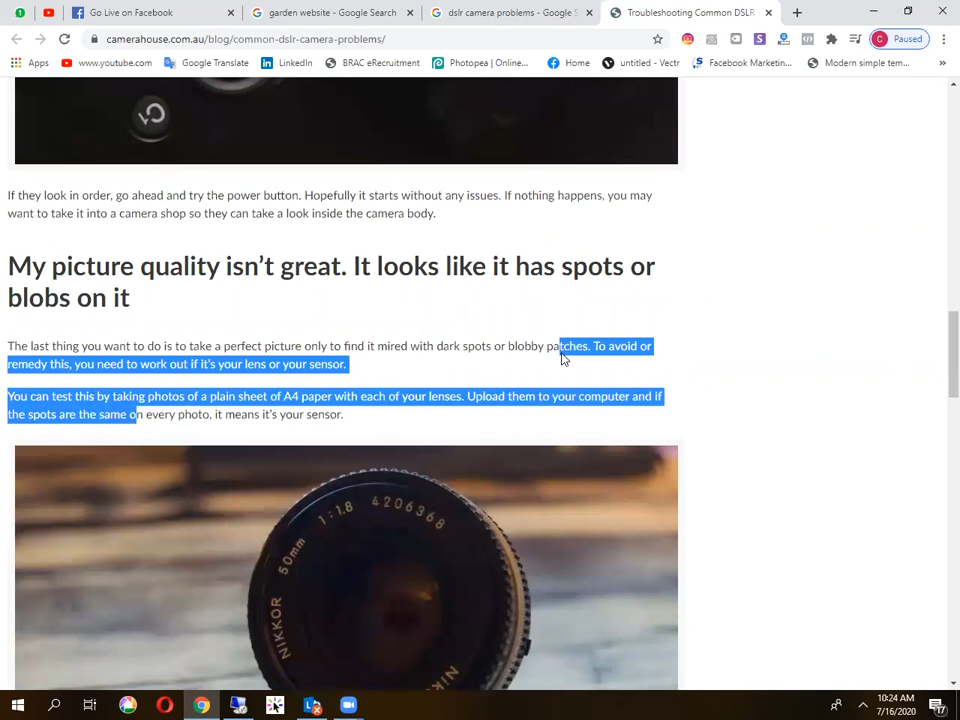 Go Live on Facebook
garden website - Google Search
dslr camera problems - Google S
Troubleshooting Common DSLR
camerahouse.com.au/blog/common-dslr-camera-problems/
Paused
Apps
www.youtube.com
Google Translate
LinkedIn
BRAC eRecruitment
Photopea | Online...
Home
untitled - Vectr
Facebook Marketin...
Modern simple tem...
If they look in order, go ahead and try the power button. Hopefully it starts without any issues. If nothing happens, you may
want to take it into a camera shop so they can take a look inside the camera body.
My picture quality isn't great. It looks like it has spots or
blobs on it
The last thing you want to do is to take a perfect picture only to find it mired with dark spots or blobby patches. To avoid or
remedy this, you need to work out if it's your lens or your sensor.
You can test this by taking photos of a plain sheet of A4 paper with each of your lenses. Upload them to your computer and if
the spots are the same on every photo, it means it's your sensor.
1:1.8 4206368
50mm
NIKKOR
10:24 AM
7/16/2020
17